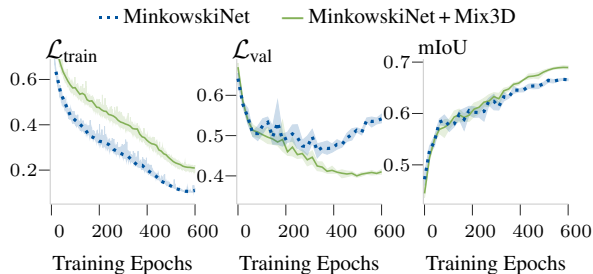 MinkowskiNet MinkowskiNet + Mix3D
ℒtrain ℒval mIoU
0.6 0.4 0.2
0.6 0.5 0.4
0.7 0.6 0.5
0 200 400 600 0 200 400 600 0 200 400 600
Training Epochs Training Epochs Training Epochs